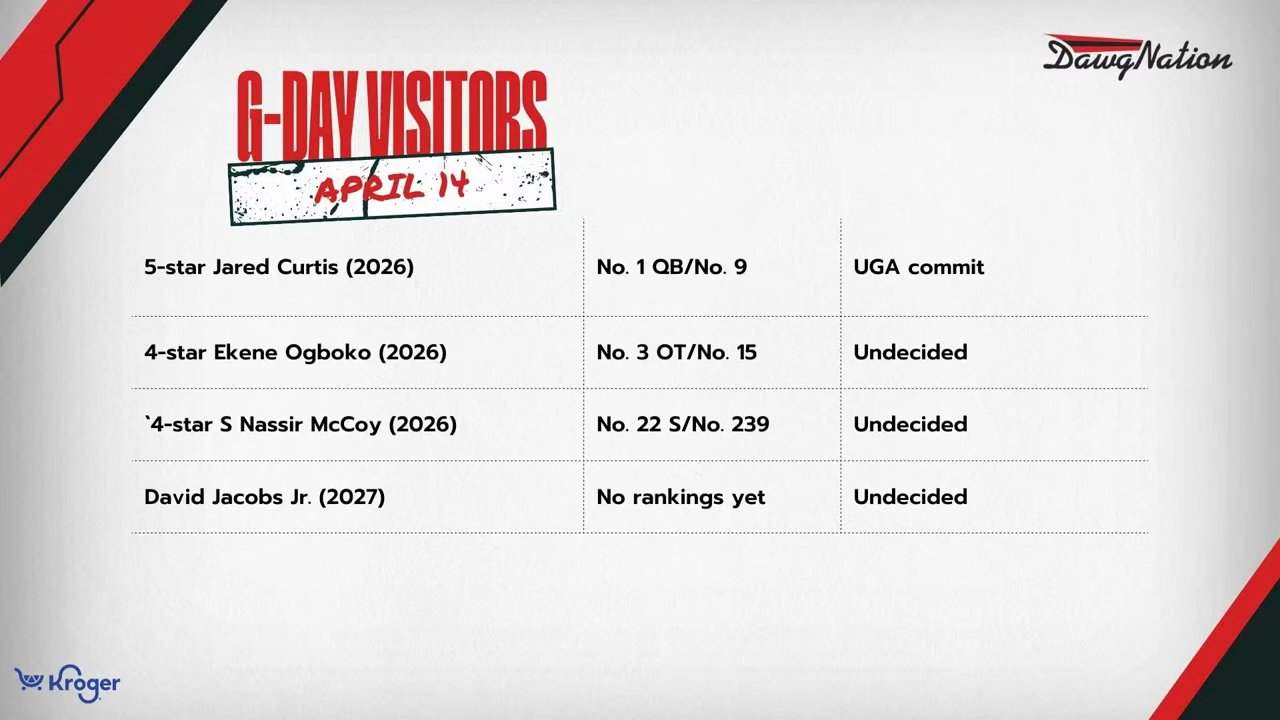 DawgNation
G-DAY VISITORS
APRIL 14
5-star Jared Curtis (2026) No. 1 QB/No. 9 UGA commit
4-star Ekene Ogboko (2026) No. 3 OT/No. 15 Undecided
`4-star S Nassir McCoy (2026) No. 22 S/No. 239 Undecided
David Jacobs Jr. (2027) No rankings yet Undecided
Kroger